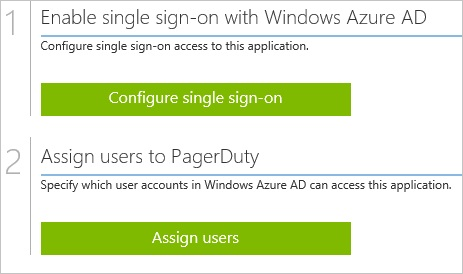 1
Enable single sign-on with Windows Azure AD
Configure single sign-on access to this application.
Configure single sign-on
2
Assign users to PagerDuty
Specify which user accounts in Windows Azure AD can access this application.
Assign users